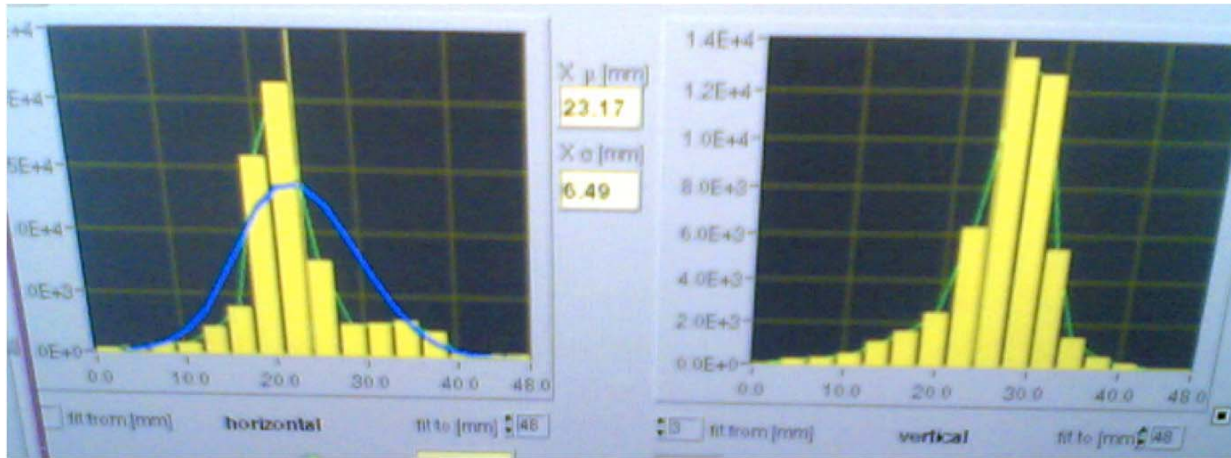 1.4E+4
1.2E+4
1.0E+4
8.0E+3
6.0E+3
4.0E+3
2.0E+3
0.0E+0
X μ [mm]
23.17
X σ [mm]
6.49
0.0 10.0 20.0 30.0 40.0 48.0
0.0 10.0 20.0 30.0 40.0 48.0
fit from [mm] horizontal fit to [mm] 48
3 fit from [mm] vertical fit to [mm] 48